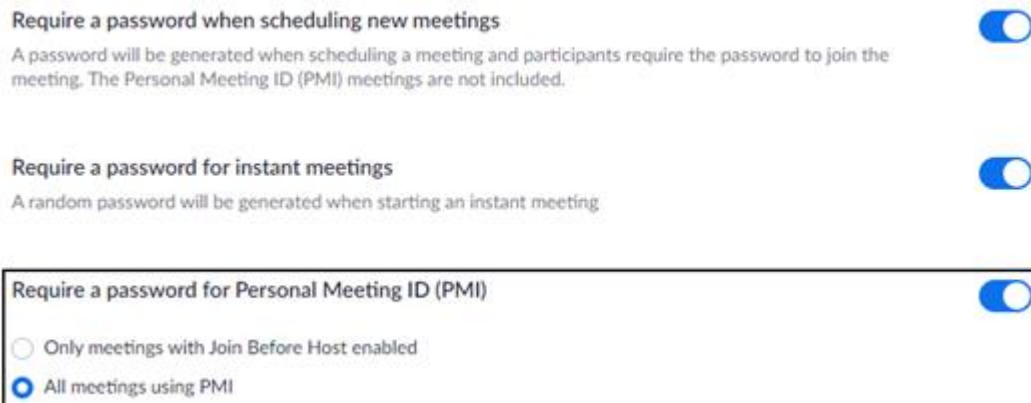 Require a password when scheduling new meetings
A password will be generated when scheduling a meeting and participants require the password to join the
meeting. The Personal Meeting ID (PMI) meetings are not included.
Require a password for instant meetings
A random password will be generated when starting an instant meeting
Require a password for Personal Meeting ID (PMI)
Only meetings with Join Before Host enabled
All meetings using PMI